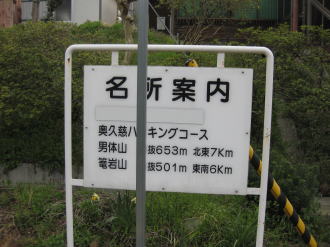 名所案内
奥久慈ハ キングコース
男体山 抜653m 北東7Km
篭岩山 抜501m 東南6Km